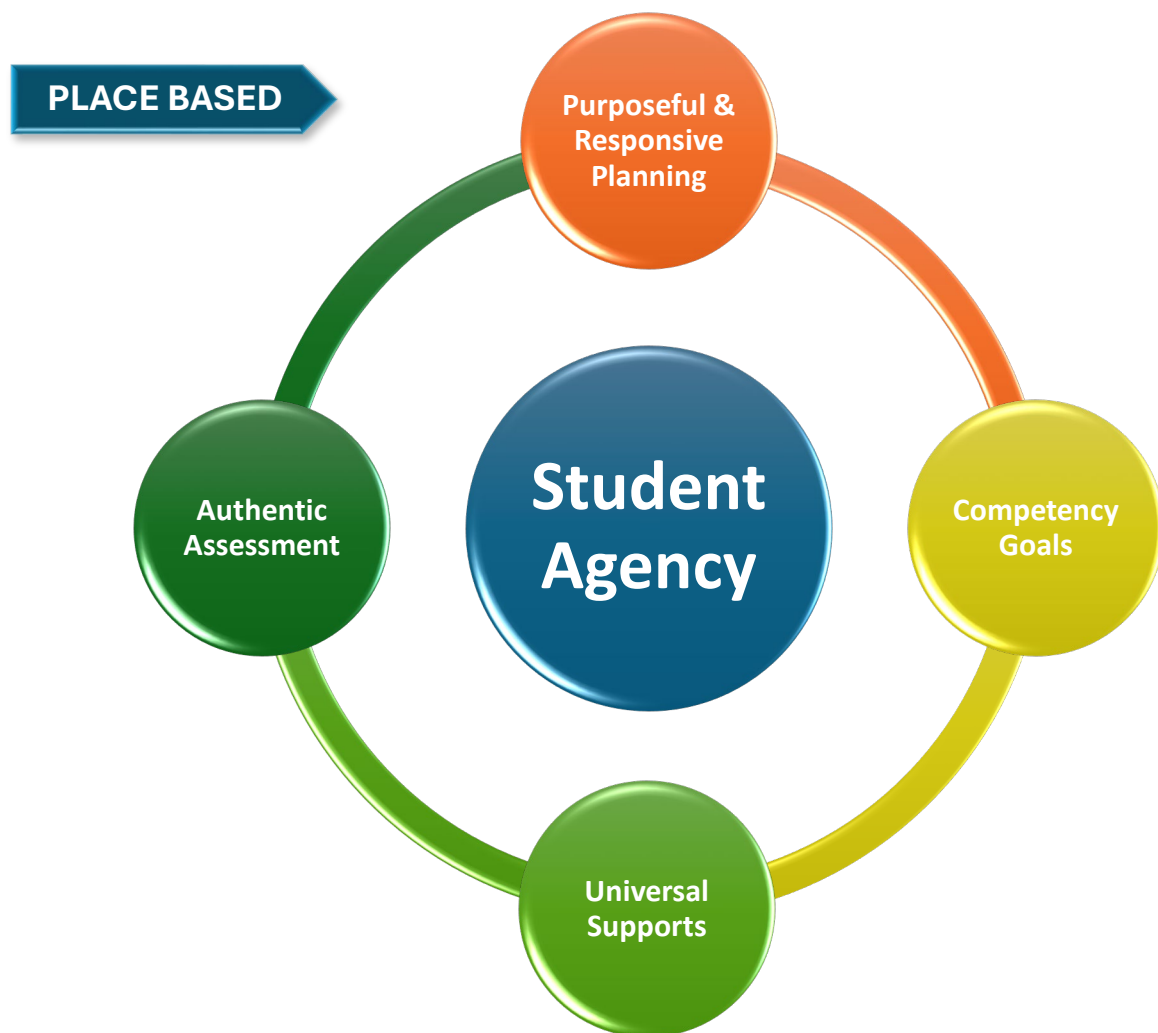 PLACE BASED
Purposeful &
Responsive
Planning
Authentic
Assessment
Student
Agency
Competency
Goals
Universal
Supports